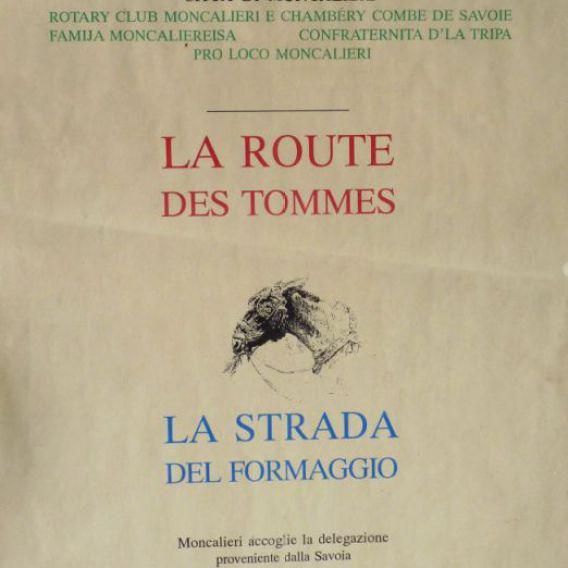 ROTARY CLUB MONCALIERI E CHAMBÉRY COMBE DE SAVOIE
FAMIJA MONCALIEREISA CONFRATERNITA D'LA TRIPA
PRO LOCO MONCALIERI
LA ROUTE
DES TOMMES
LA STRADA
DEL FORMAGGIO
Moncalieri accoglie la delegazione
proveniente dalla Savoia